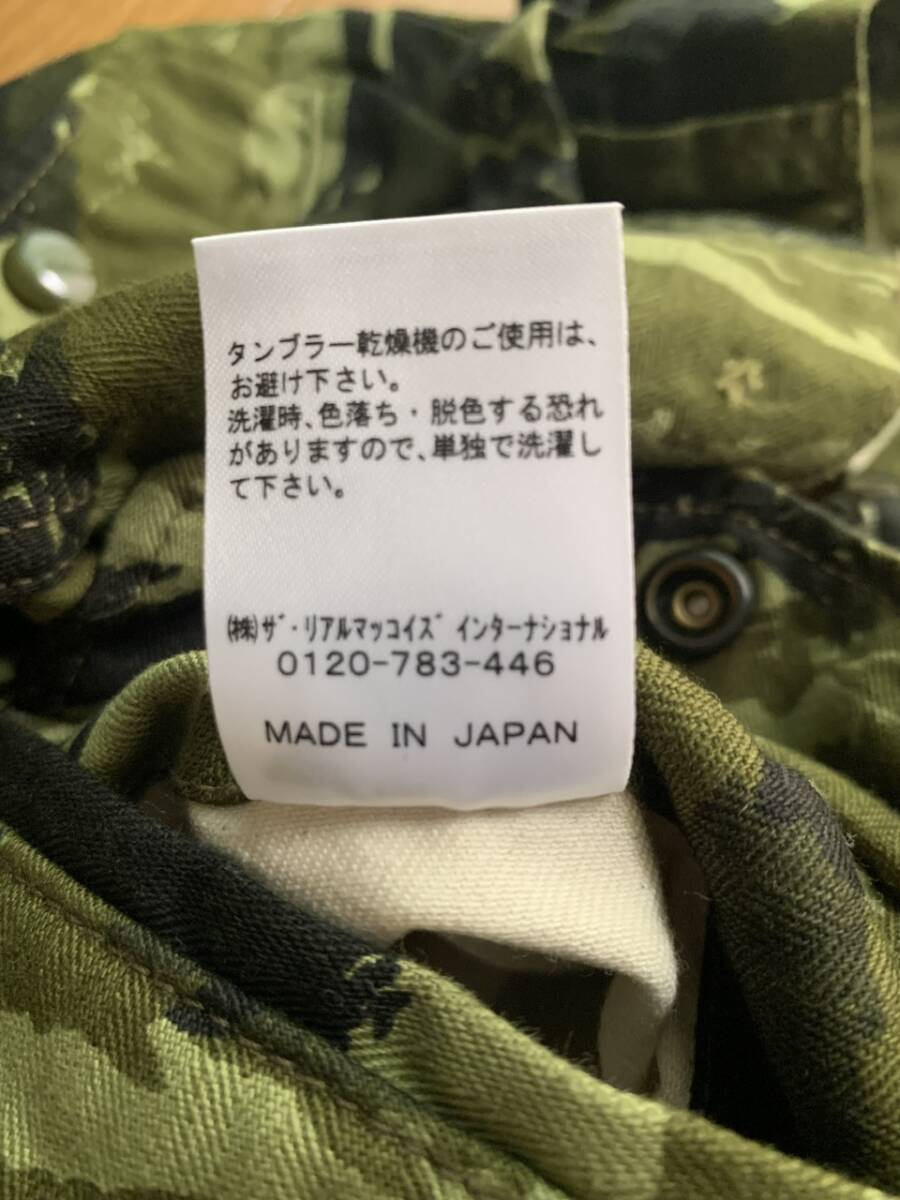 タンブラー乾燥機のご使用は、
お避け下さい。
洗濯時、色落ち・脱色する恐れ
がありますので、単独で洗濯し
て下さい。
㈱ｻﾞ･ﾘｱﾙﾏｯｺｲｽﾞ ｲﾝﾀｰﾅｼｮﾅﾙ
0120-783-446
MADE IN JAPAN